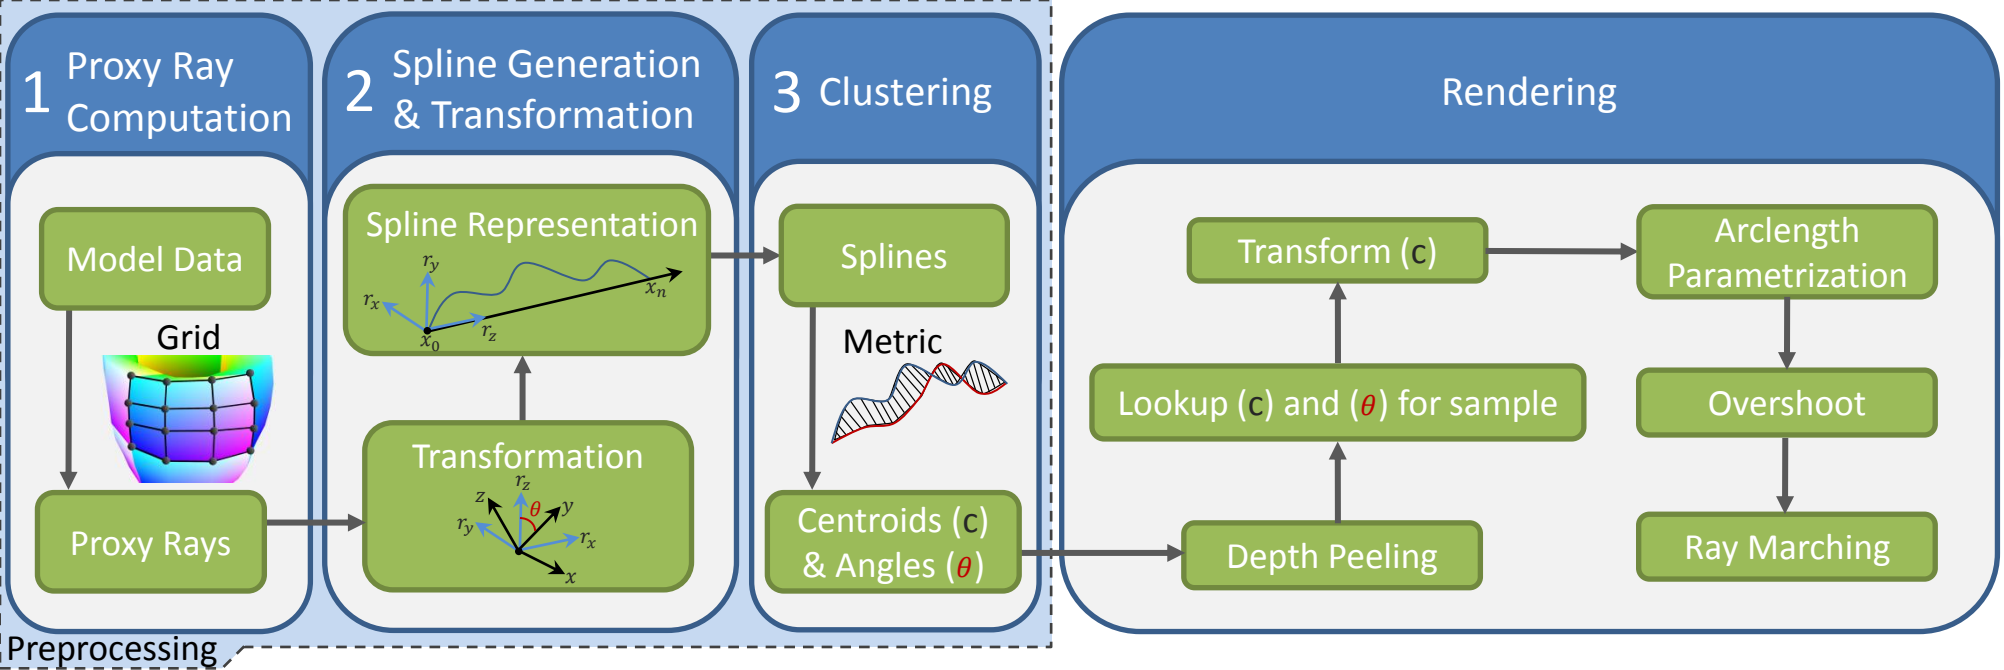 1 Proxy Ray
Computation
Model Data
Grid
Proxy Rays
2 Spline Generation
& Transformation
Spline Representation
r_y
r_x
x_n
r_z
x_0
Transformation
r_z
z
θ
y
r_y
r_x
x
3 Clustering
Splines
Metric
Centroids (c)
& Angles (θ)
Preprocessing
Rendering
Transform (c)
Lookup (c) and (θ) for sample
Depth Peeling
Arclength
Parametrization
Overshoot
Ray Marching